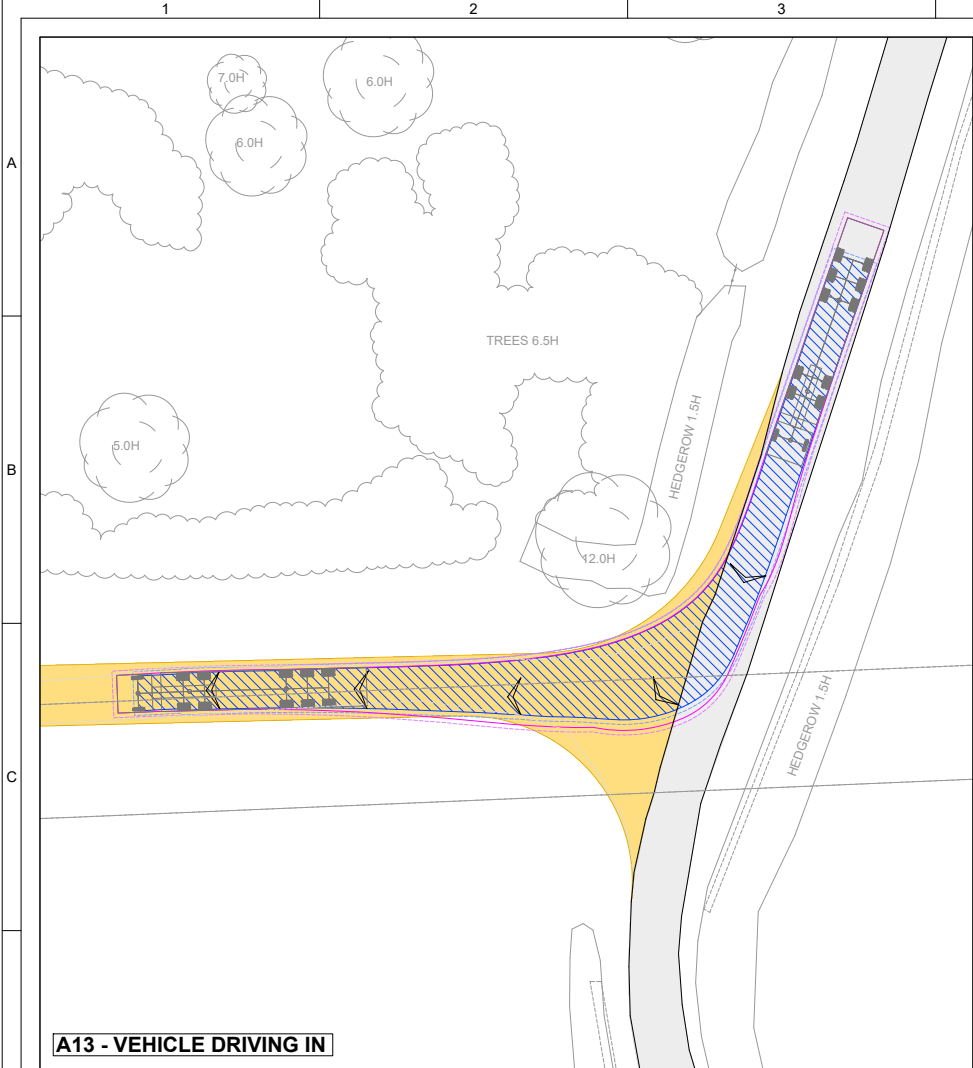 1
2
3
A
7.0H
6.0H
6.0H
B
TREES 6.5H
HEDGEROW 1.5H
5.0H
12.0H
C
HEDGEROW 1.5H
A13 - VEHICLE DRIVING IN